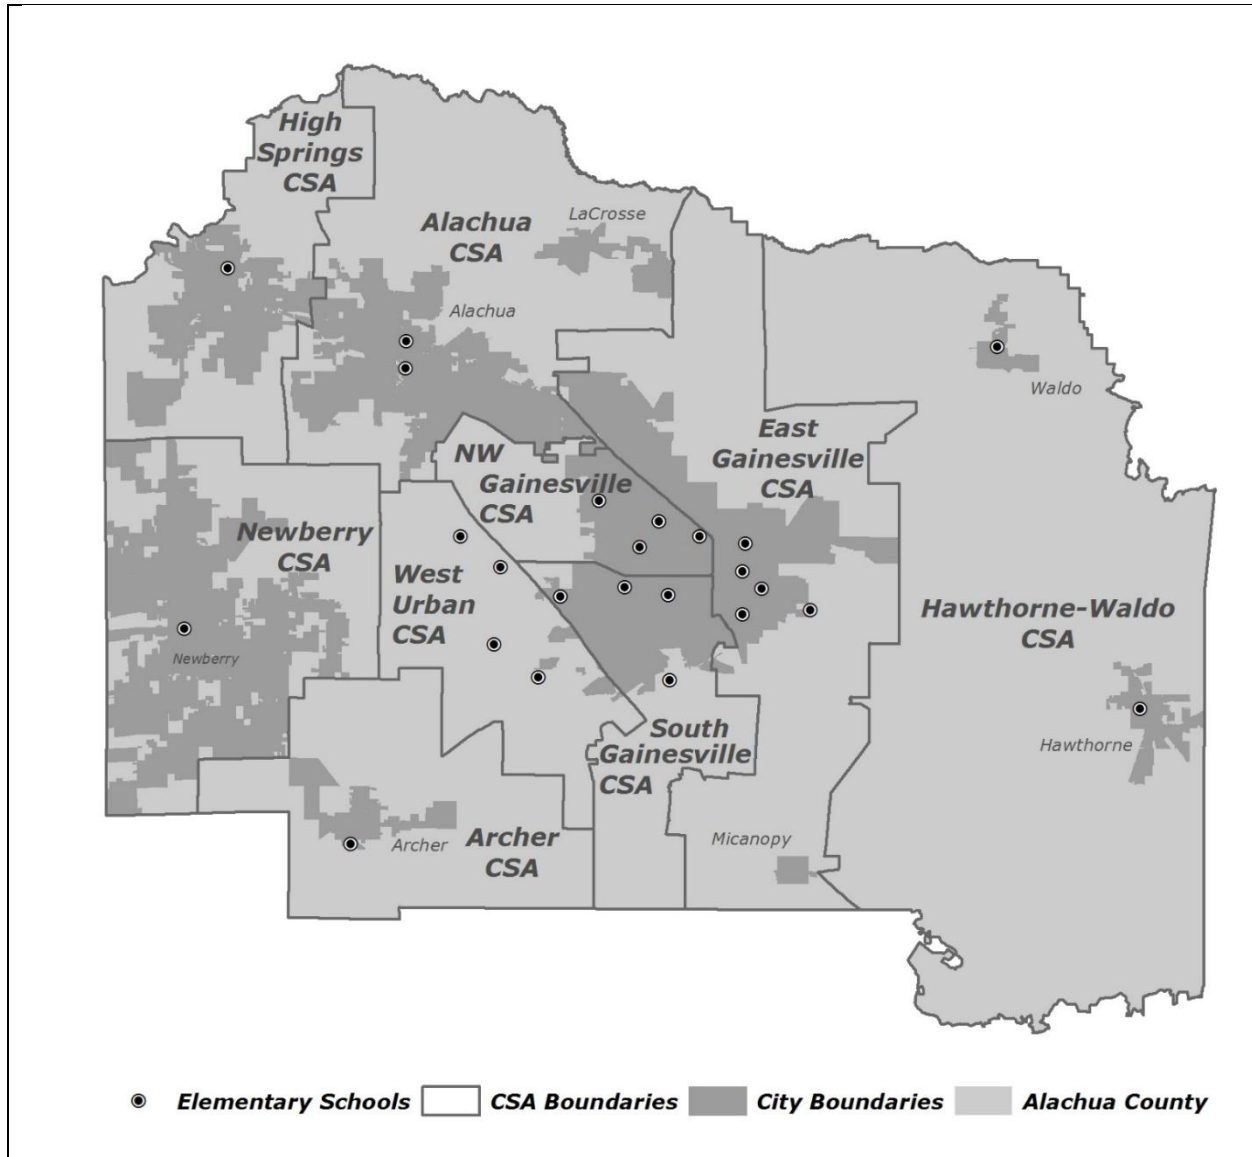 High
Springs
CSA
LaCrosse
Alachua
CSA
Alachua
Waldo
East
Gainesville
CSA
NW
Gainesville
CSA
Newberry
CSA
West
Urban
CSA
Hawthorne-Waldo
CSA
Newberry
South
Gainesville
CSA
Hawthorne
Archer
Archer
CSA
Micanopy
Elementary Schools CSA Boundaries City Boundaries Alachua County